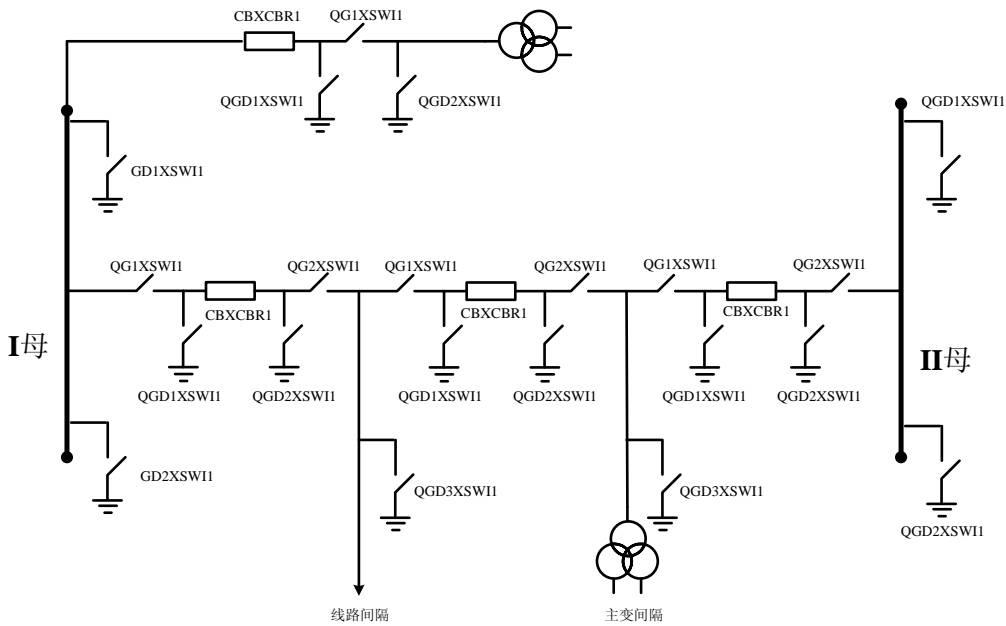 CBXCBR1
QG1XSWI1
QGD1XSWI1
QGD2XSWI1
QGD1XSWI1
GD1XSWI1
QG1XSWI1
QG2XSWI1
QG1XSWI1
QG2XSWI1
QG1XSWI1
QG2XSWI1
CBXCBR1
CBXCBR1
CBXCBR1
I母
II母
QGD1XSWI1
QGD2XSWI1
QGD1XSWI1
QGD2XSWI1
QGD1XSWI1
QGD2XSWI1
GD2XSWI1
QGD3XSWI1
QGD3XSWI1
QGD2XSWI1
线路间隔
主变间隔